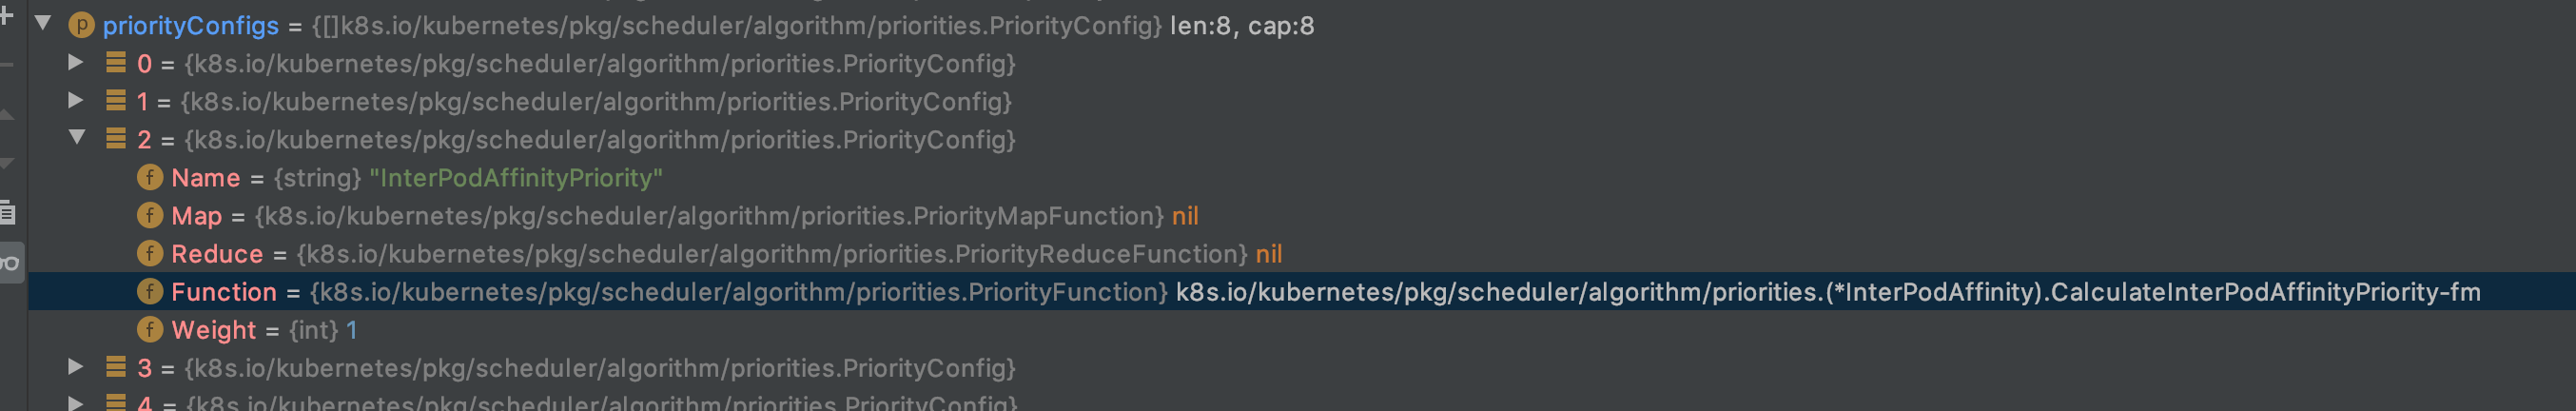 p priorityConfigs = {[]k8s.io/kubernetes/pkg/scheduler/algorithm/priorities.PriorityConfig} len:8, cap:8
0 = {k8s.io/kubernetes/pkg/scheduler/algorithm/priorities.PriorityConfig}
1 = {k8s.io/kubernetes/pkg/scheduler/algorithm/priorities.PriorityConfig}
2 = {k8s.io/kubernetes/pkg/scheduler/algorithm/priorities.PriorityConfig}
f Name = {string} "InterPodAffinityPriority"
f Map = {k8s.io/kubernetes/pkg/scheduler/algorithm/priorities.PriorityMapFunction} nil
f Reduce = {k8s.io/kubernetes/pkg/scheduler/algorithm/priorities.PriorityReduceFunction} nil
f Function = {k8s.io/kubernetes/pkg/scheduler/algorithm/priorities.PriorityFunction} k8s.io/kubernetes/pkg/scheduler/algorithm/priorities.(*InterPodAffinity).CalculateInterPodAffinityPriority-fm
f Weight = {int} 1
3 = {k8s.io/kubernetes/pkg/scheduler/algorithm/priorities.PriorityConfig}
4 = {k8s.io/kubernetes/pkg/scheduler/algorithm/priorities.PriorityConfig}